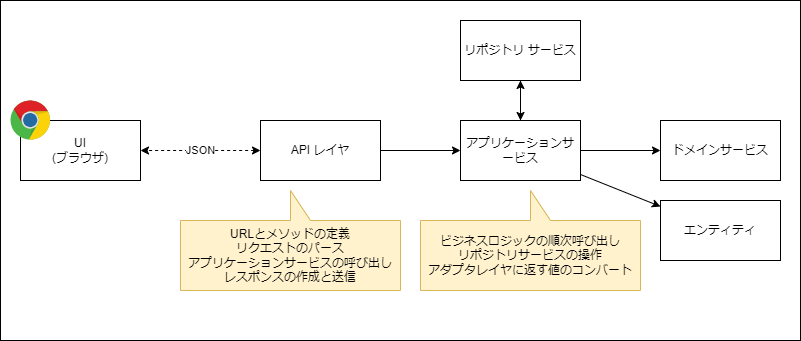 リポジトリ サービス
UI
(ブラウザ)
JSON
API レイヤ
アプリケーションサ
ービス
ドメインサービス
エンティティ
URLとメソッドの定義
リクエストのパース
アプリケーションサービスの呼び出し
レスポンスの作成と送信
ビジネスロジックの順次呼び出し
リポジトリサービスの操作
アダプタレイヤに返す値のコンバート